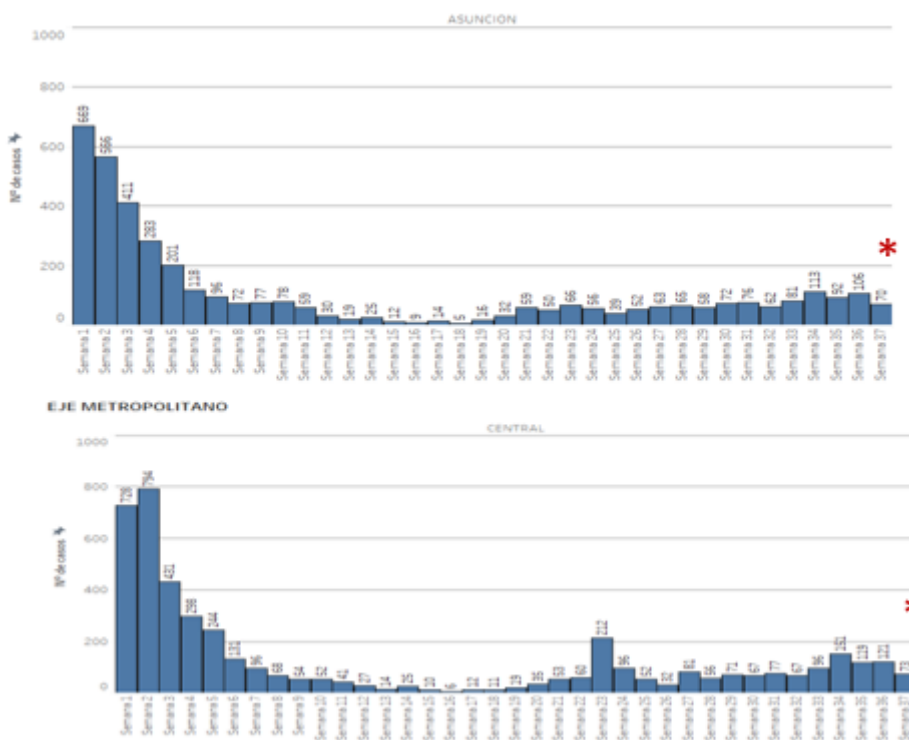 ASUNCION
1000
800
600
400
200
0
Nº de casos
669
566
411
283
201
118
96
72
77
78
59
30
19
25
12
9
14
5
16
32
59
50
66
56
39
52
63
65
58
72
76
62
81
113
92
106
70
*
Semana 1
Semana 2
Semana 3
Semana 4
Semana 5
Semana 6
Semana 7
Semana 8
Semana 9
Semana 10
Semana 11
Semana 12
Semana 13
Semana 14
Semana 15
Semana 16
Semana 17
Semana 18
Semana 19
Semana 20
Semana 21
Semana 22
Semana 23
Semana 24
Semana 25
Semana 26
Semana 27
Semana 28
Semana 29
Semana 30
Semana 31
Semana 32
Semana 33
Semana 34
Semana 35
Semana 36
Semana 37
EJE METROPOLITANO
CENTRAL
1000
800
600
400
200
0
Nº de casos
728
794
431
298
244
131
96
68
54
52
41
27
14
25
10
6
12
11
19
35
53
60
212
96
52
32
81
56
71
67
77
67
96
151
119
121
73
*
Semana 1
Semana 2
Semana 3
Semana 4
Semana 5
Semana 6
Semana 7
Semana 8
Semana 9
Semana 10
Semana 11
Semana 12
Semana 13
Semana 14
Semana 15
Semana 16
Semana 17
Semana 18
Semana 19
Semana 20
Semana 21
Semana 22
Semana 23
Semana 24
Semana 25
Semana 26
Semana 27
Semana 28
Semana 29
Semana 30
Semana 31
Semana 32
Semana 33
Semana 34
Semana 35
Semana 36
Semana 37